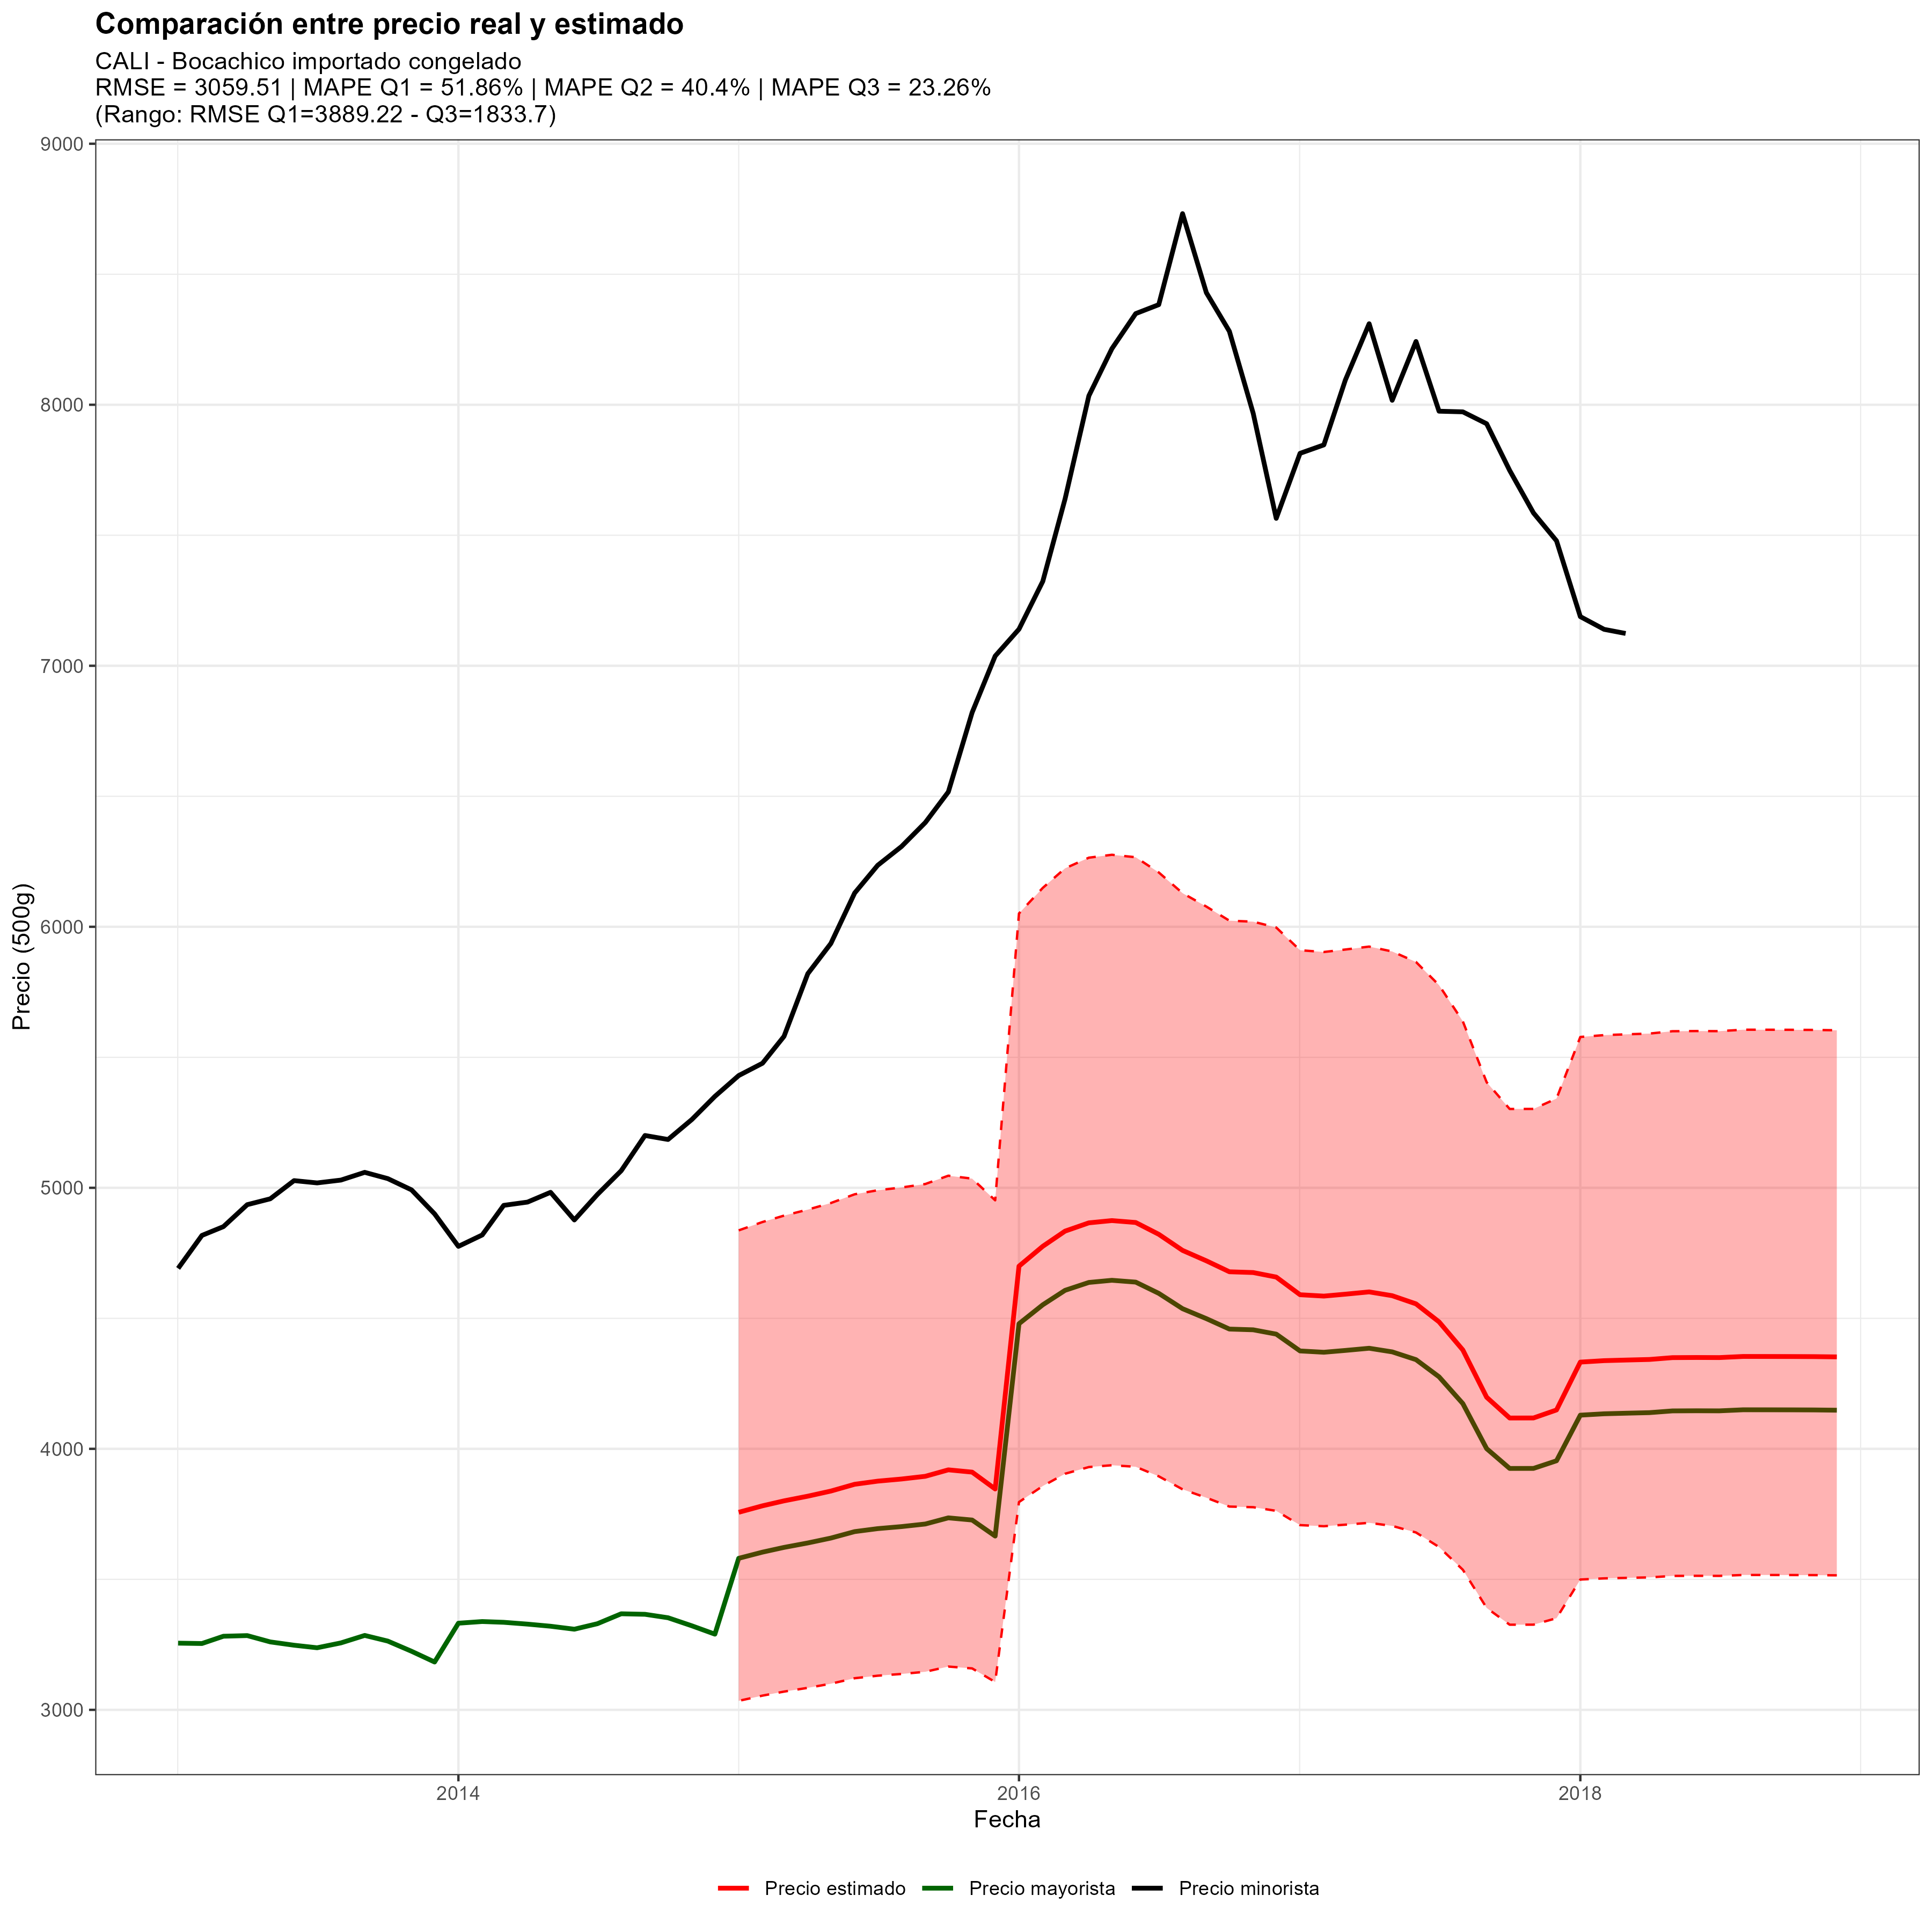 Comparación entre precio real y estimado
CALI - Bocachico importado congelado
RMSE = 3059.51 | MAPE Q1 = 51.86% | MAPE Q2 = 40.4% | MAPE Q3 = 23.26%
(Rango: RMSE Q1=3889.22 - Q3=1833.7)
Precio (500g)
9000
8000
7000
6000
5000
4000
3000
2014
2016
2018
Fecha
Precio estimado
Precio mayorista
Precio minorista